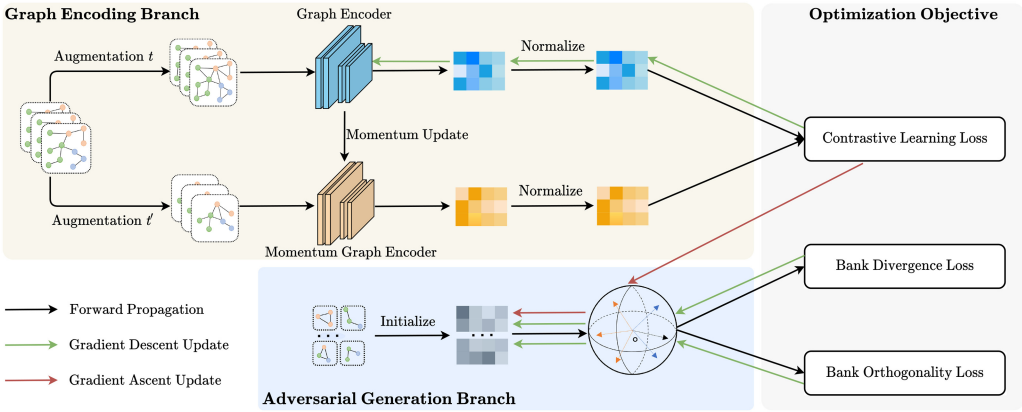 Graph Encoding Branch
Graph Encoder
Optimization Objective
Augmentation t
Normalize
Momentum Update
Contrastive Learning Loss
Augmentation t′
Normalize
Momentum Graph Encoder
Bank Divergence Loss
Forward Propagation
Initialize
· · ·
· · ·
o
Gradient Descent Update
Gradient Ascent Update
Bank Orthogonality Loss
Adversarial Generation Branch